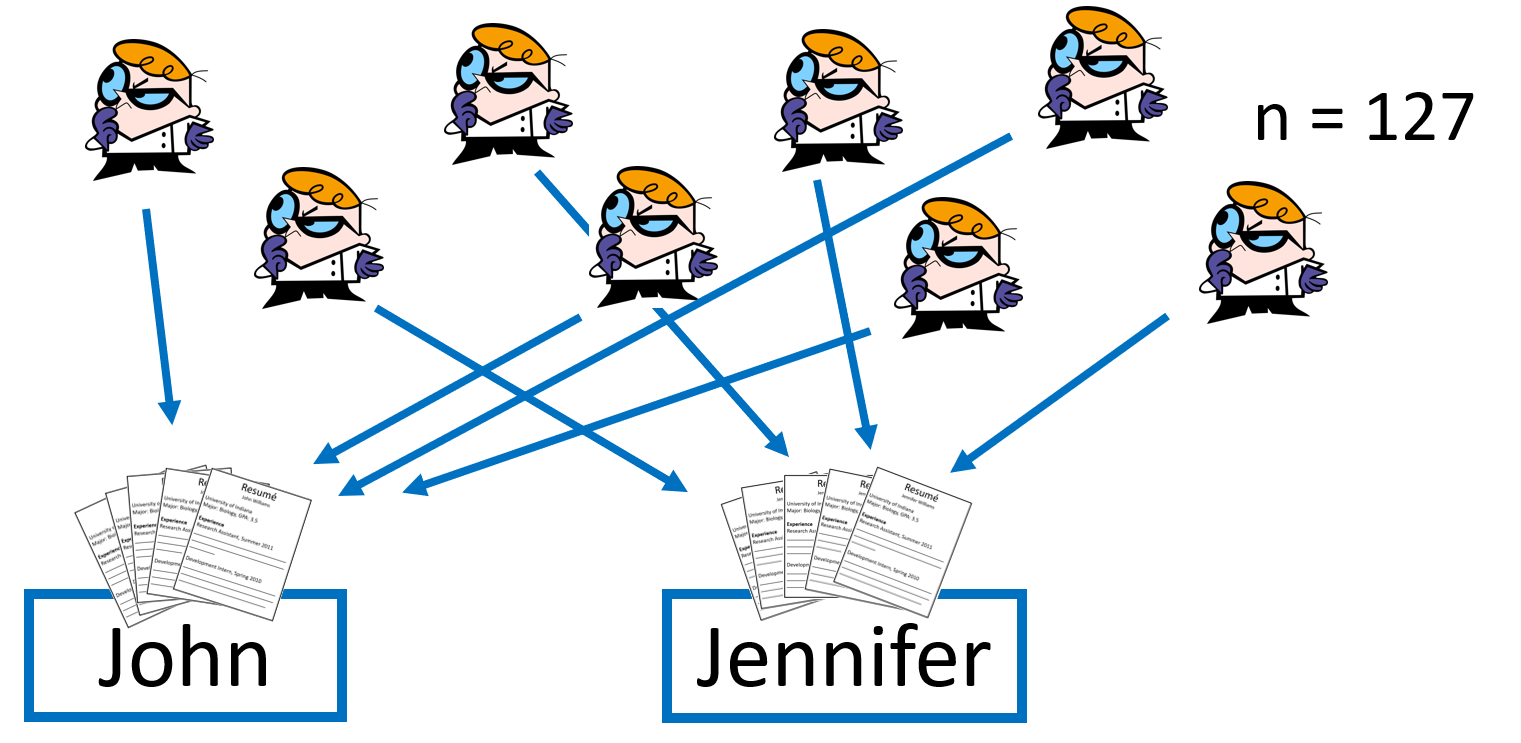 n = 127
Resumé
John Williams
University of Indiana
Major: Biology, GPA: 3.5
Experience
Research Assistant, Summer 2011
Development Intern, Spring 2010
Resumé
Jennifer Williams
University of Indiana
Major: Biology, GPA: 3.5
Experience
Research Assistant, Summer 2011
Development Intern, Spring 2010
John
Jennifer